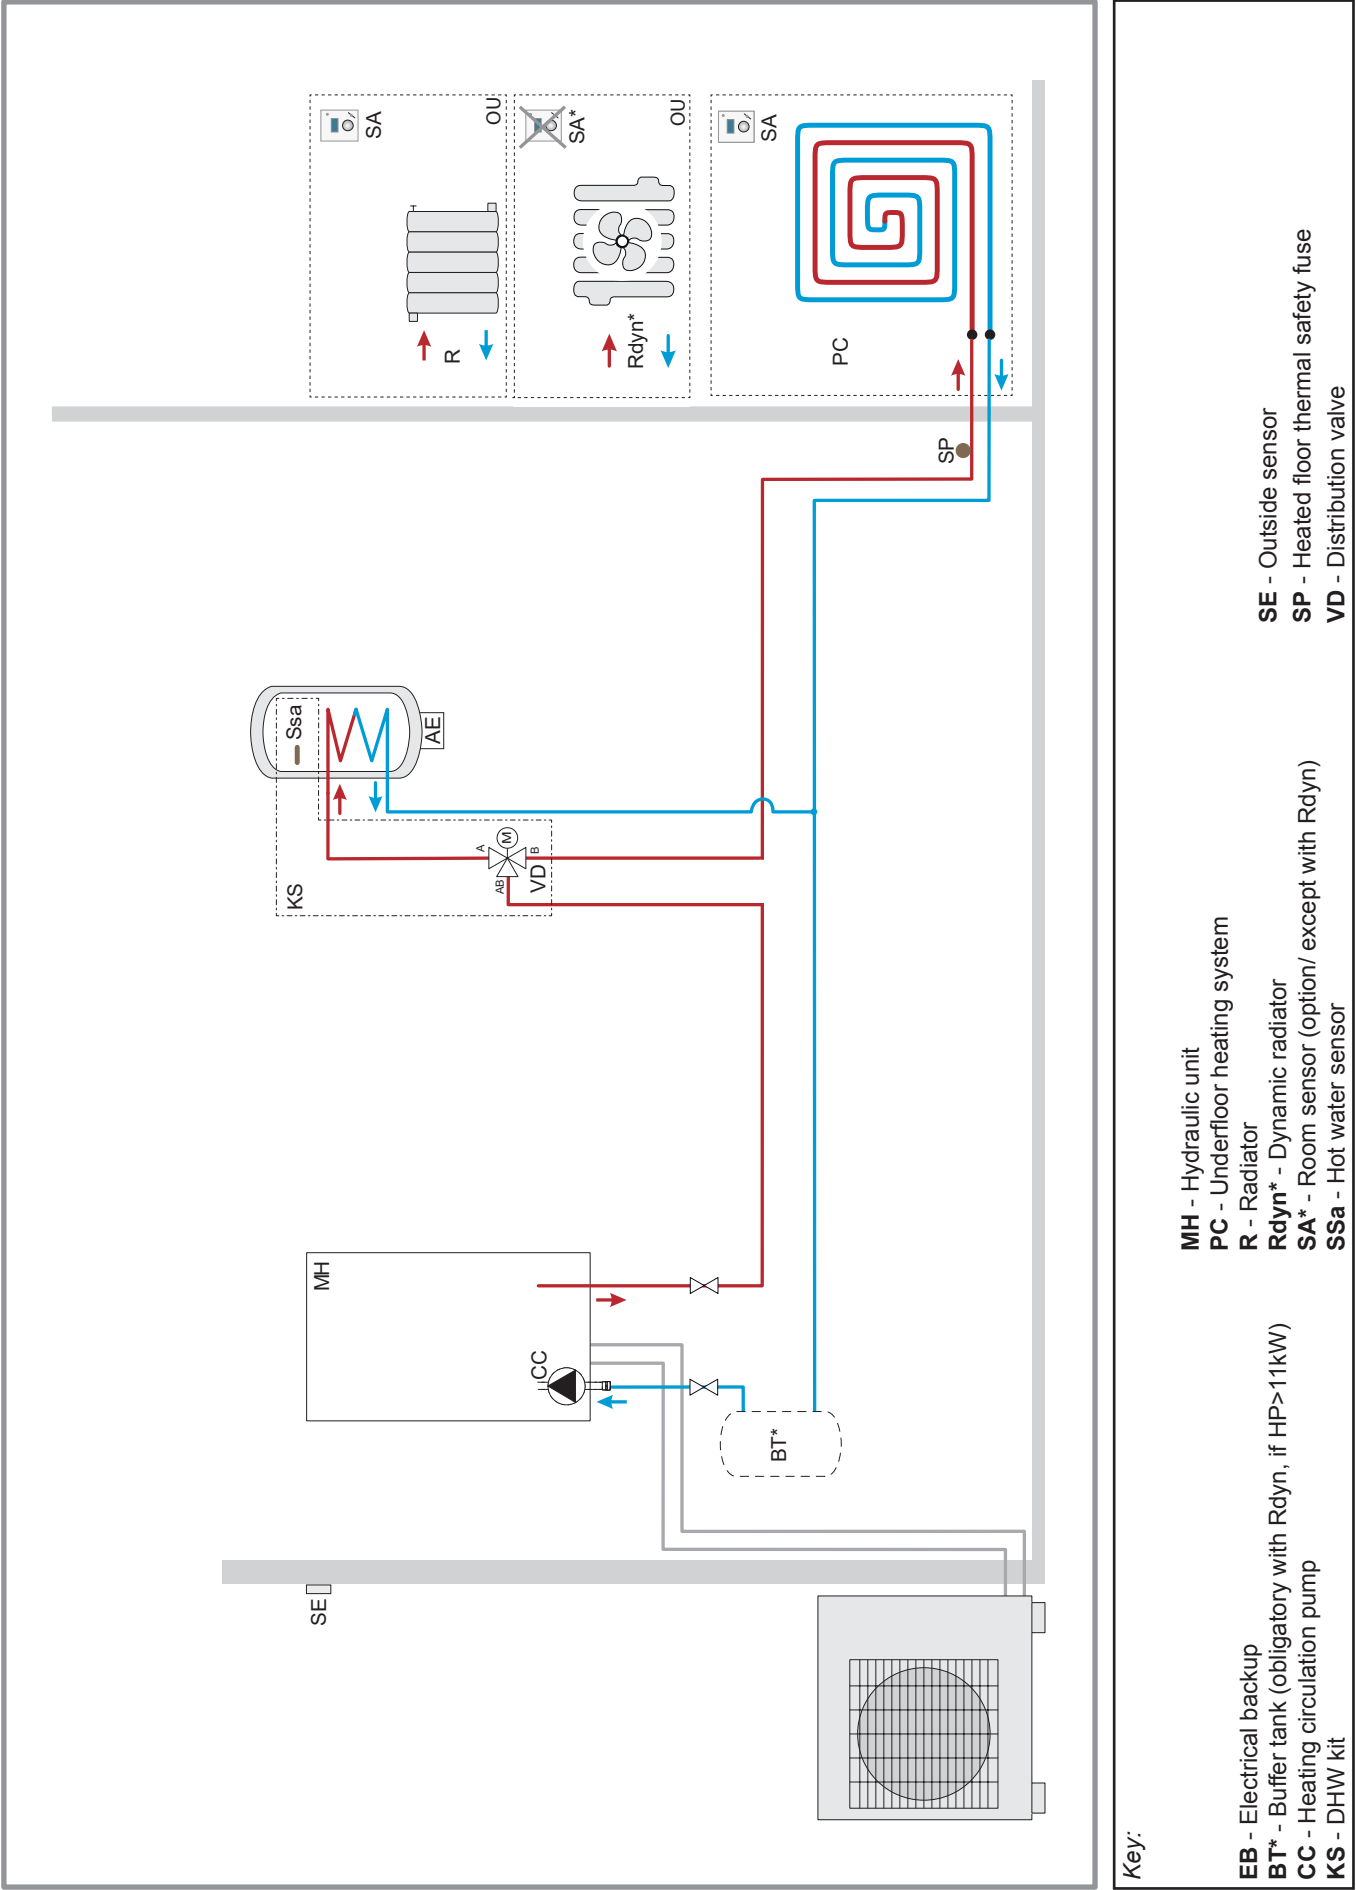 SE
MH
CC
BT*
KS
AB
A
M
B
VD
Ssa
AE
SP
SA
OU
R
SA*
OU
Rdyn*
SA
PC
Key:
EB - Electrical backup
BT* - Buffer tank (obligatory with Rdyn, if HP>11kW)
CC - Heating circulation pump
KS - DHW kit
MH - Hydraulic unit
PC - Underfloor heating system
R - Radiator
Rdyn* - Dynamic radiator
SA* - Room sensor (option/ except with Rdyn)
SSa - Hot water sensor
SE - Outside sensor
SP - Heated floor thermal safety fuse
VD - Distribution valve